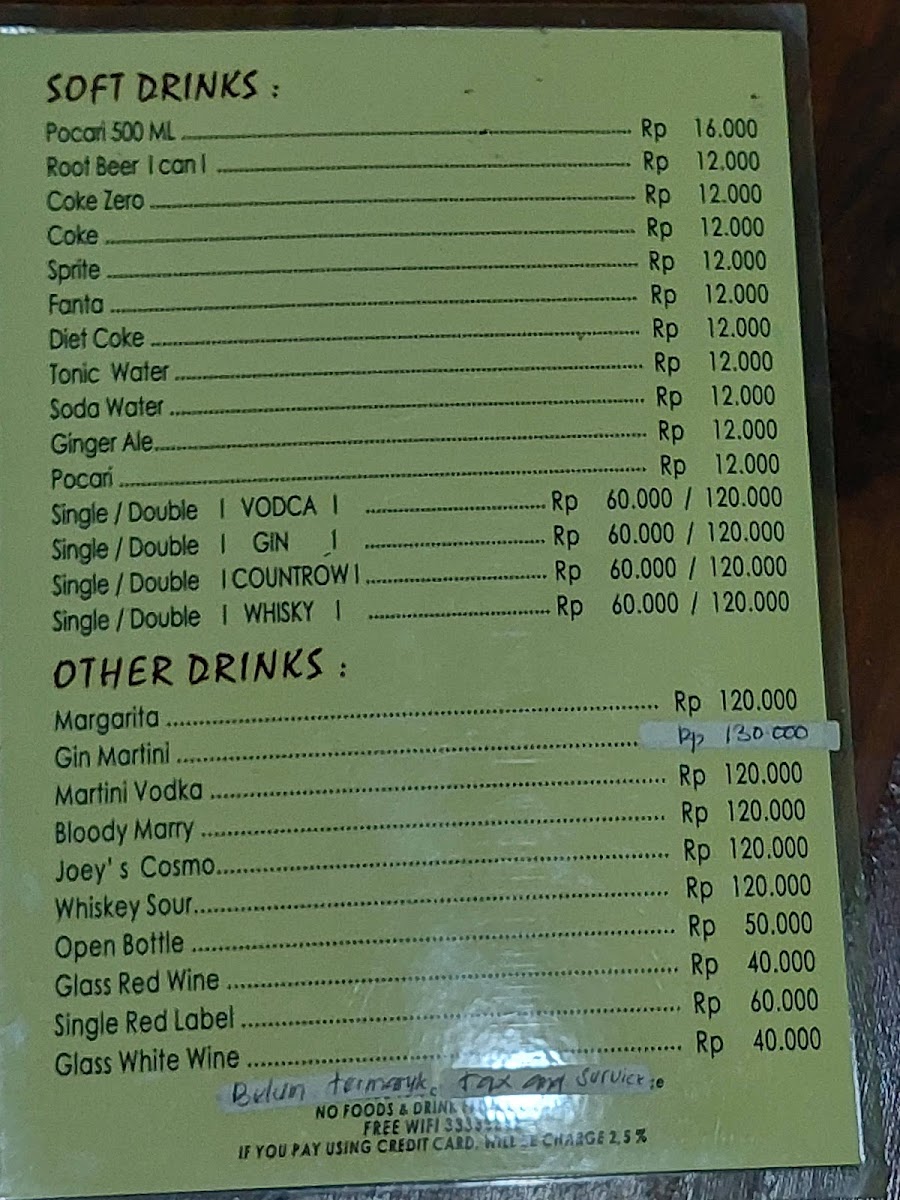 SOFT DRINKS :
Pocari 500 ML Rp 16.000
Root Beer I can I Rp 12.000
Coke Zero Rp 12.000
Coke Rp 12.000
Sprite Rp 12.000
Fanta Rp 12.000
Diet Coke Rp 12.000
Tonic Water Rp 12.000
Soda Water Rp 12.000
Ginger Ale Rp 12.000
Pocari Rp 12.000
Single / Double I VODCA I Rp 60.000 / 120.000
Single / Double I GIN I Rp 60.000 / 120.000
Single / Double I COUNTROW I Rp 60.000 / 120.000
Single / Double I WHISKY I Rp 60.000 / 120.000
OTHER DRINKS :
Margarita Rp 120.000
Gin Martini Rp 130.000
Martini Vodka Rp 120.000
Bloody Marry Rp 120.000
Joey's Cosmo Rp 120.000
Whiskey Sour Rp 120.000
Open Bottle Rp 50.000
Glass Red Wine Rp 40.000
Single Red Label Rp 60.000
Glass White Wine Rp 40.000
Belum termasuk tax and service
NO FOODS & DRINK
FREE WIFI
IF YOU PAY USING CREDIT CARD, WILL BE CHARGE 2,5 %